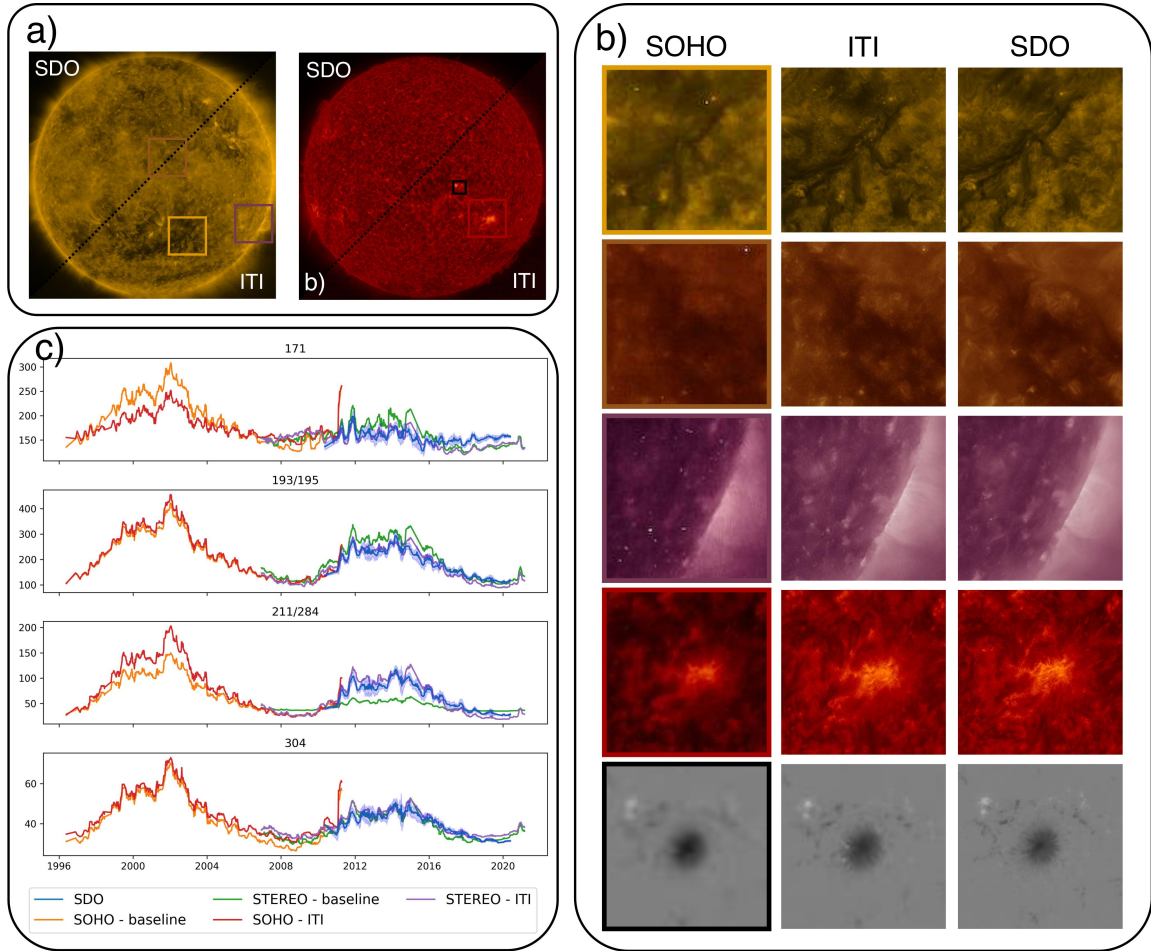 a)
SDO
SDO
ITI
b)
ITI
b)
SOHO ITI SDO
c)
171
300
250
200
150
193/195
400
300
200
100
211/284
200
150
100
50
304
60
40
1996 2000 2004 2008 2012 2016 2020
SDO STEREO - baseline STEREO - ITI
SOHO - baseline SOHO - ITI